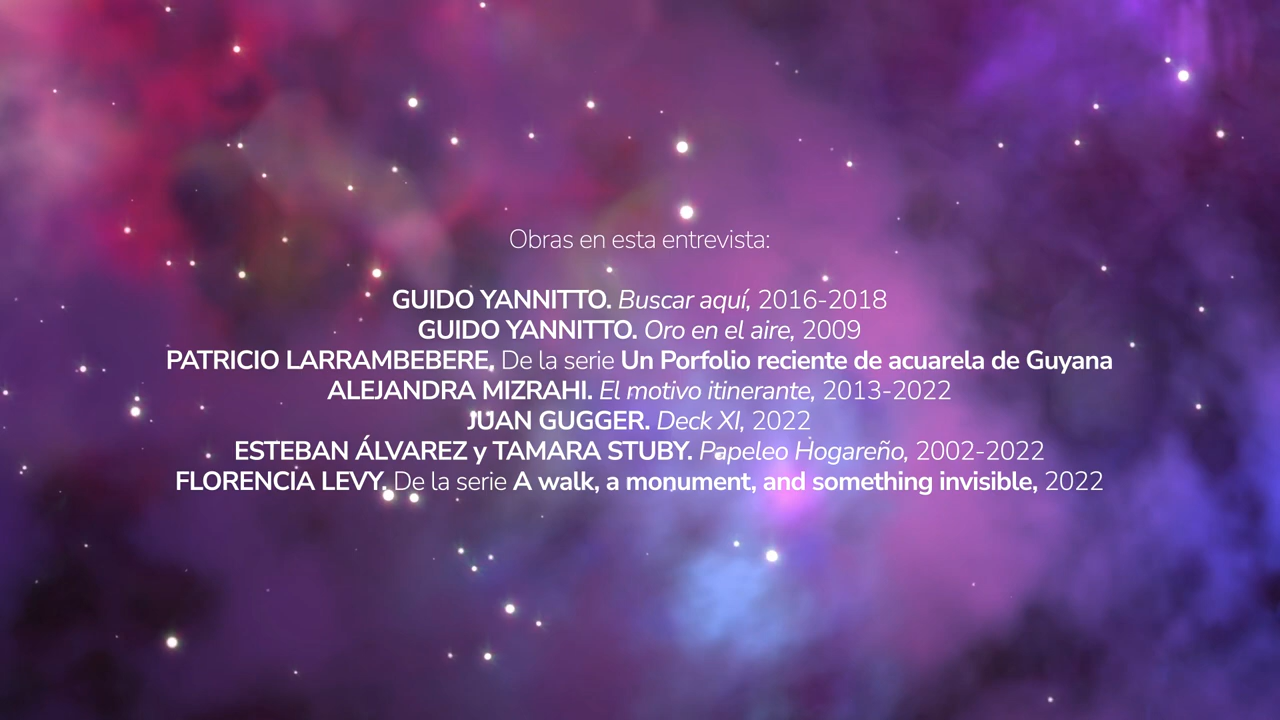 Obras en esta entrevista:
GUIDO YANNITTO. Buscar aquí, 2016-2018
GUIDO YANNITTO. Oro en el aire, 2009
PATRICIO LARRAMBEBERE. De la serie Un Porfolio reciente de acuarela de Guyana
ALEJANDRA MIZRAHI. El motivo itinerante, 2013-2022
JUAN GUGGER. Deck XI, 2022
ESTEBAN ÁLVAREZ y TAMARA STUBY. Papeleo Hogareño, 2002-2022
FLORENCIA LEVY. De la serie A walk, a monument, and something invisible, 2022